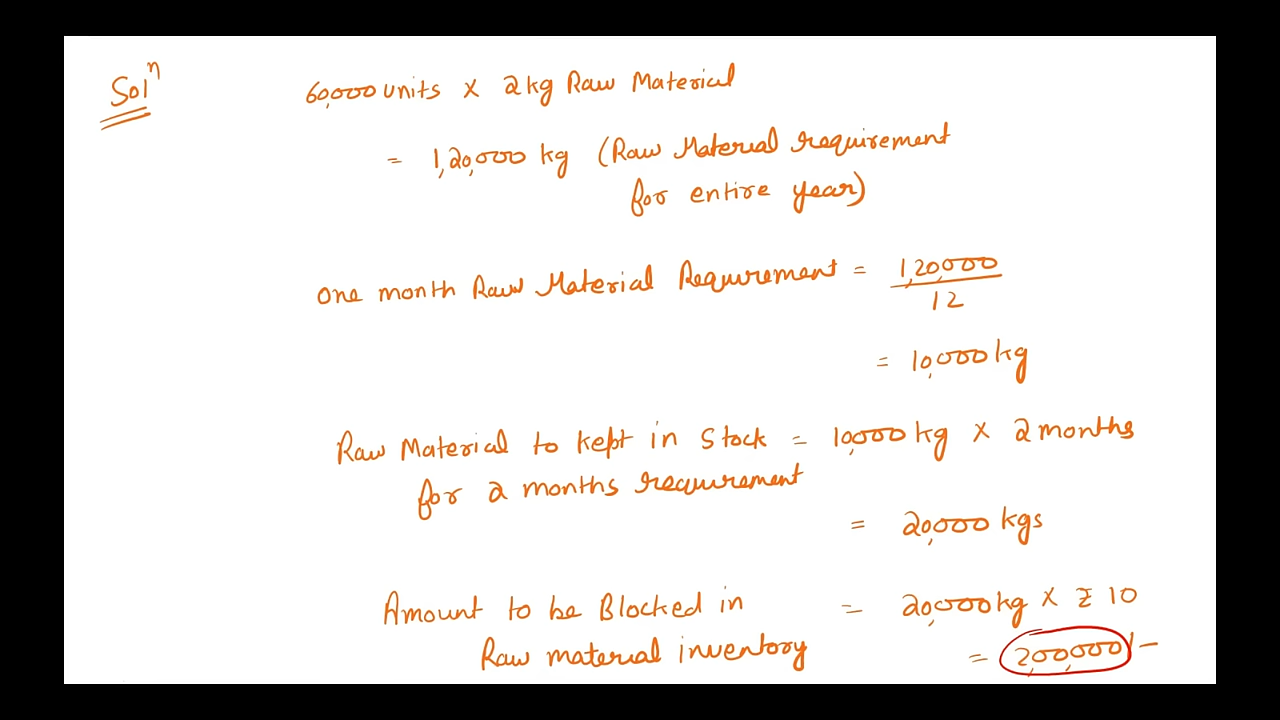 Solⁿ
60,000 units x 2 kg Raw Material
= 1,20,000 kg (Raw Material requirement
for entire year)
one month Raw Material Requirement = 1,20,000
12
= 10,000 kg
Raw Material to kept in Stock = 10,000 kg x 2 months
for 2 months requirement
= 20,000 kgs
Amount to be Blocked in = 20,000 kg x ₹ 10
Raw material inventory = 2,00,000/-